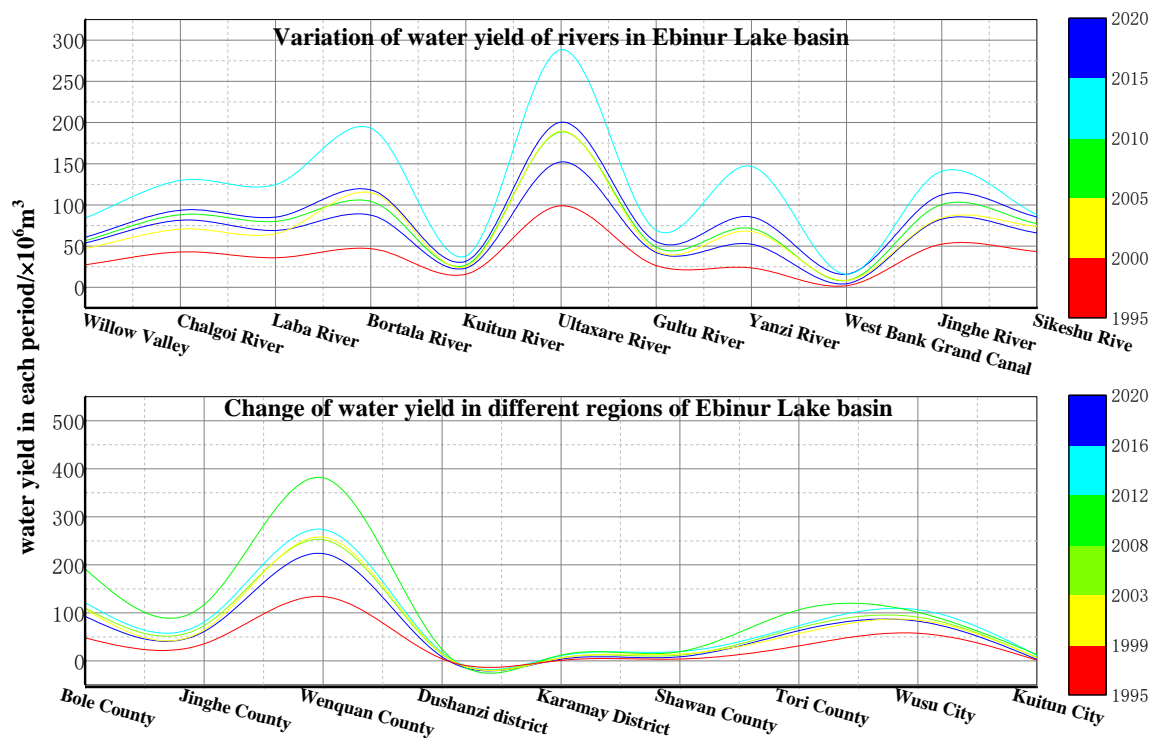 Variation of water yield of rivers in Ebinur Lake basin
300
250
200
150
100
50
0
Willow Valley
Chalgoi River
Laba River
Bortala River
Kuitun River
Ultaxare River
Gultu River
Yanzi River
West Bank Grand Canal
Jinghe River
Sikeshu Rive
2020
2015
2010
2005
2000
1995
water yield in each period/×10⁶m³
Change of water yield in different regions of Ebinur Lake basin
500
400
300
200
100
0
Bole County
Jinghe County
Wenquan County
Dushanzi district
Karamay District
Shawan County
Tori County
Wusu City
Kuitun City
2020
2016
2012
2008
2003
1999
1995